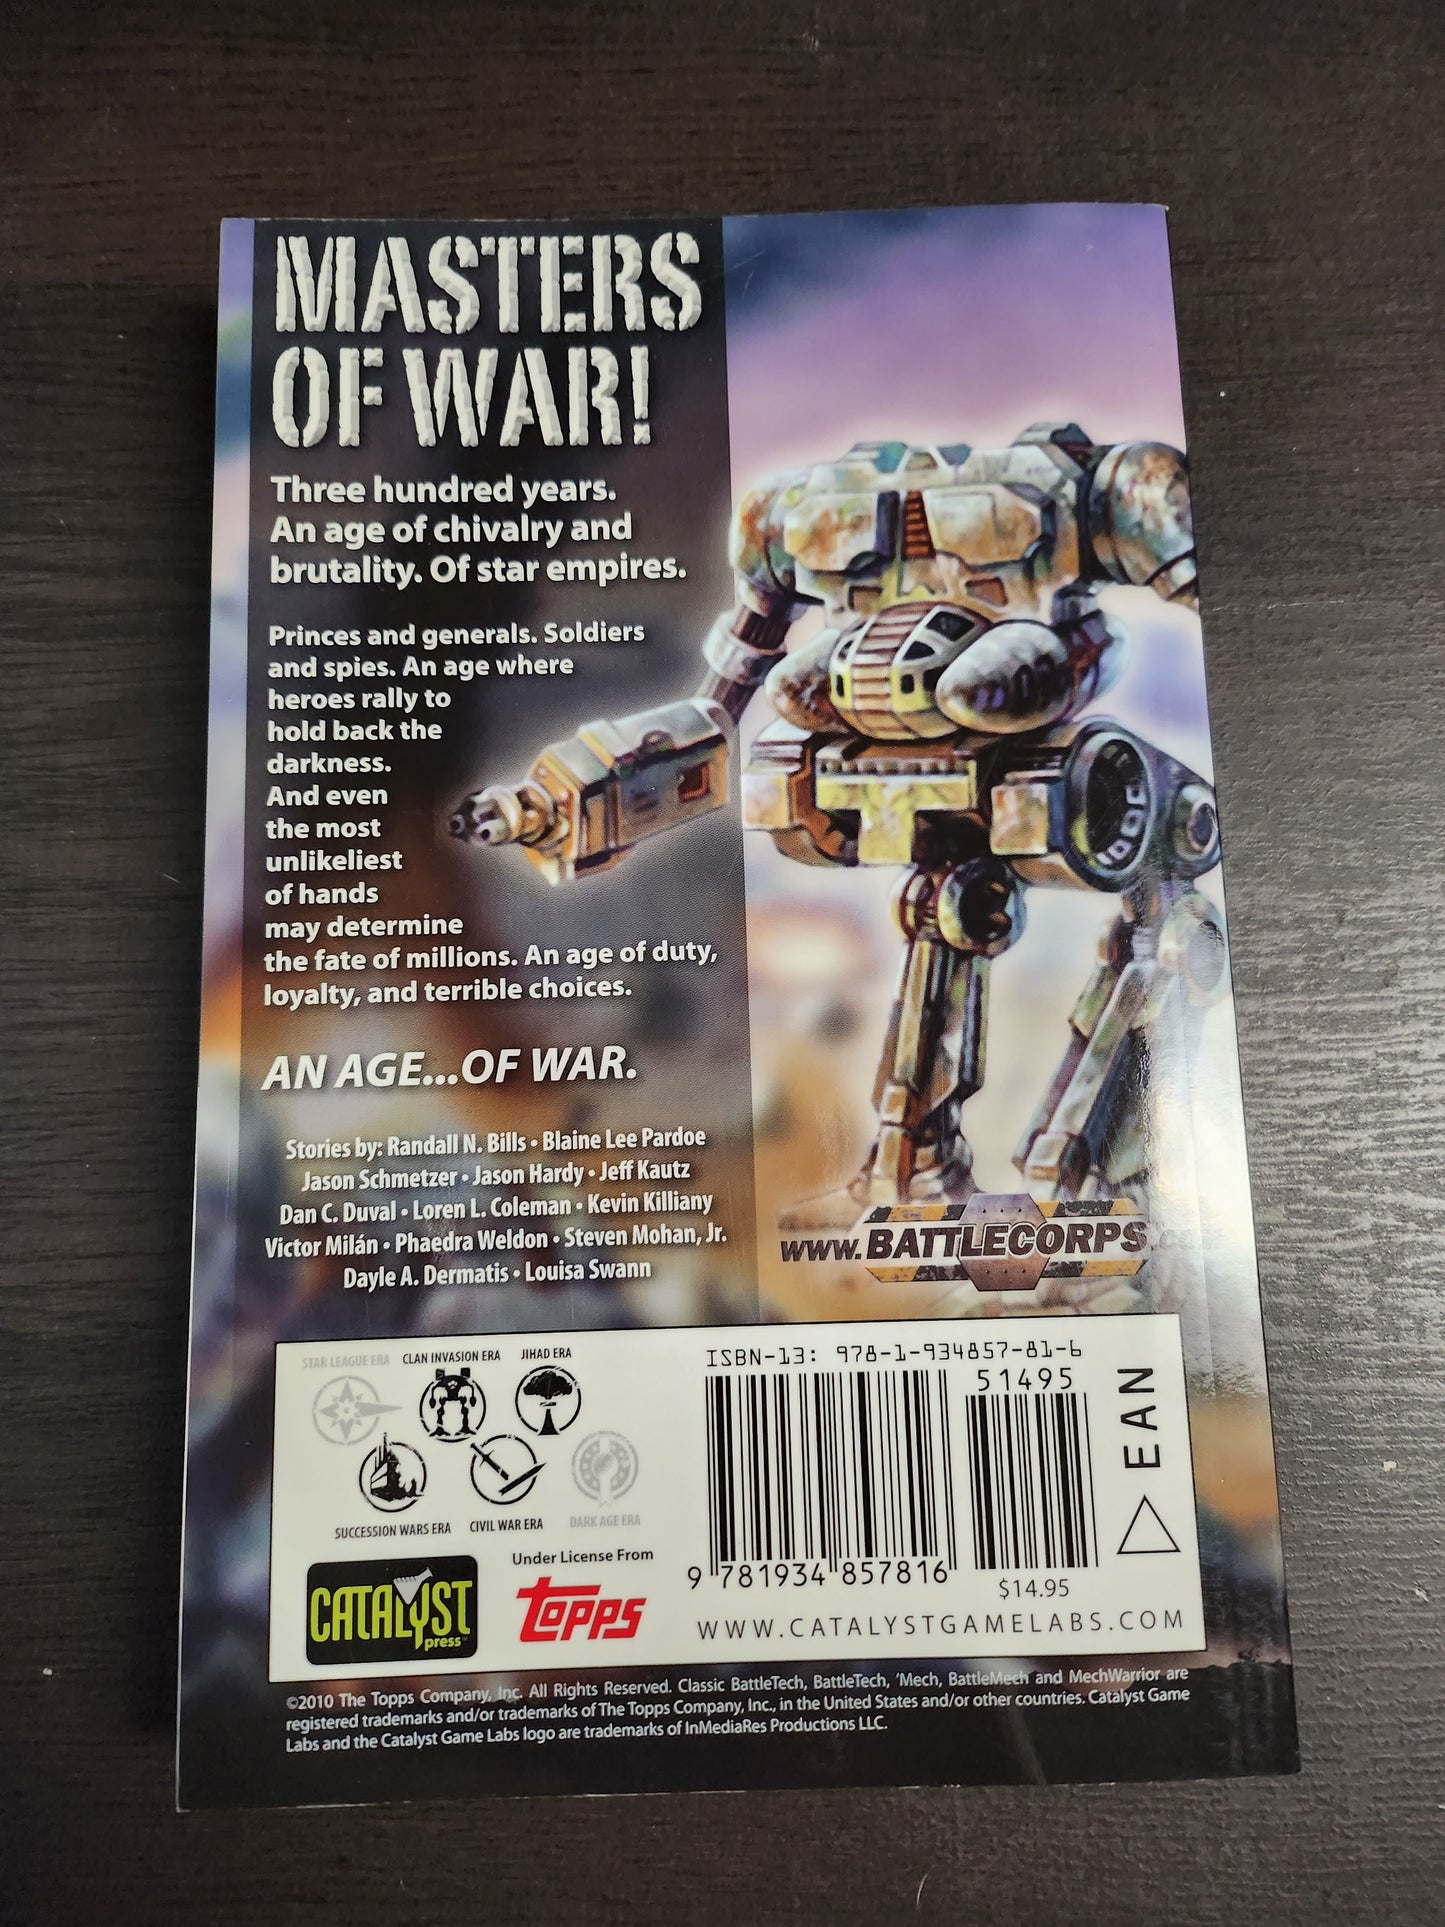 MASTERS
OF WAR!
Three hundred years.
An age of chivalry and
brutality. Of star empires.
Princes and generals. Soldiers
and spies. An age where
heroes rally to
hold back the
darkness.
And even
the most
unlikeliest
of hands
may determine
the fate of millions. An age of duty,
loyalty, and terrible choices.
AN AGE...OF WAR.
Stories by: Randall N. Bills • Blaine Lee Pardoe
Jason Schmetzer • Jason Hardy • Jeff Kautz
Dan C. Duval • Loren L. Coleman • Kevin Killiany
Victor Milán • Phaedra Weldon • Steven Mohan, Jr.
Dayle A. Dermatis • Louisa Swann
www.BATTLECORPS
STAR LEAGUE ERA CLAN INVASION ERA JIHAD ERA
SUCCESSION WARS ERA CIVIL WAR ERA DARK AGE ERA
CATALYST
press™
Under License From
topps
ISBN-13: 978-1-934857-81-6
51495
EAN
9 781934 857816
$14.95
WWW.CATALYSTGAMELABS.COM
©2010 The Topps Company, Inc. All Rights Reserved. Classic BattleTech, BattleTech, 'Mech, BattleMech and MechWarrior are
registered trademarks and/or trademarks of The Topps Company, Inc., in the United States and/or other countries. Catalyst Game
Labs and the Catalyst Game Labs logo are trademarks of InMediaRes Productions LLC.